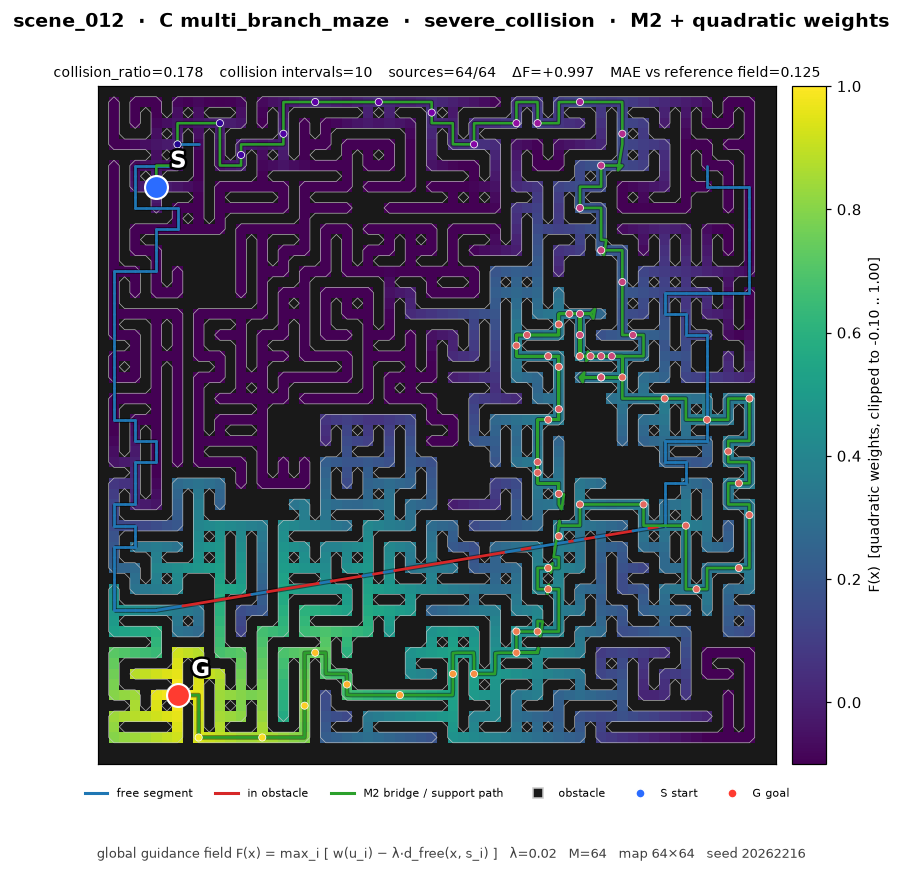 scene_012 · C multi_branch_maze · severe_collision · M2 + quadratic weights
collision_ratio=0.178 collision intervals=10 sources=64/64 ΔF=+0.997 MAE vs reference field=0.125
S
G
1.0
0.8
0.6
0.4
0.2
0.0
F(x) [quadratic weights, clipped to -0.10 .. 1.00]
free segment in obstacle M2 bridge / support path obstacle S start G goal
global guidance field F(x) = max_i [ w(u_i) − λ·d_free(x, s_i) ] λ=0.02 M=64 map 64×64 seed 20262216